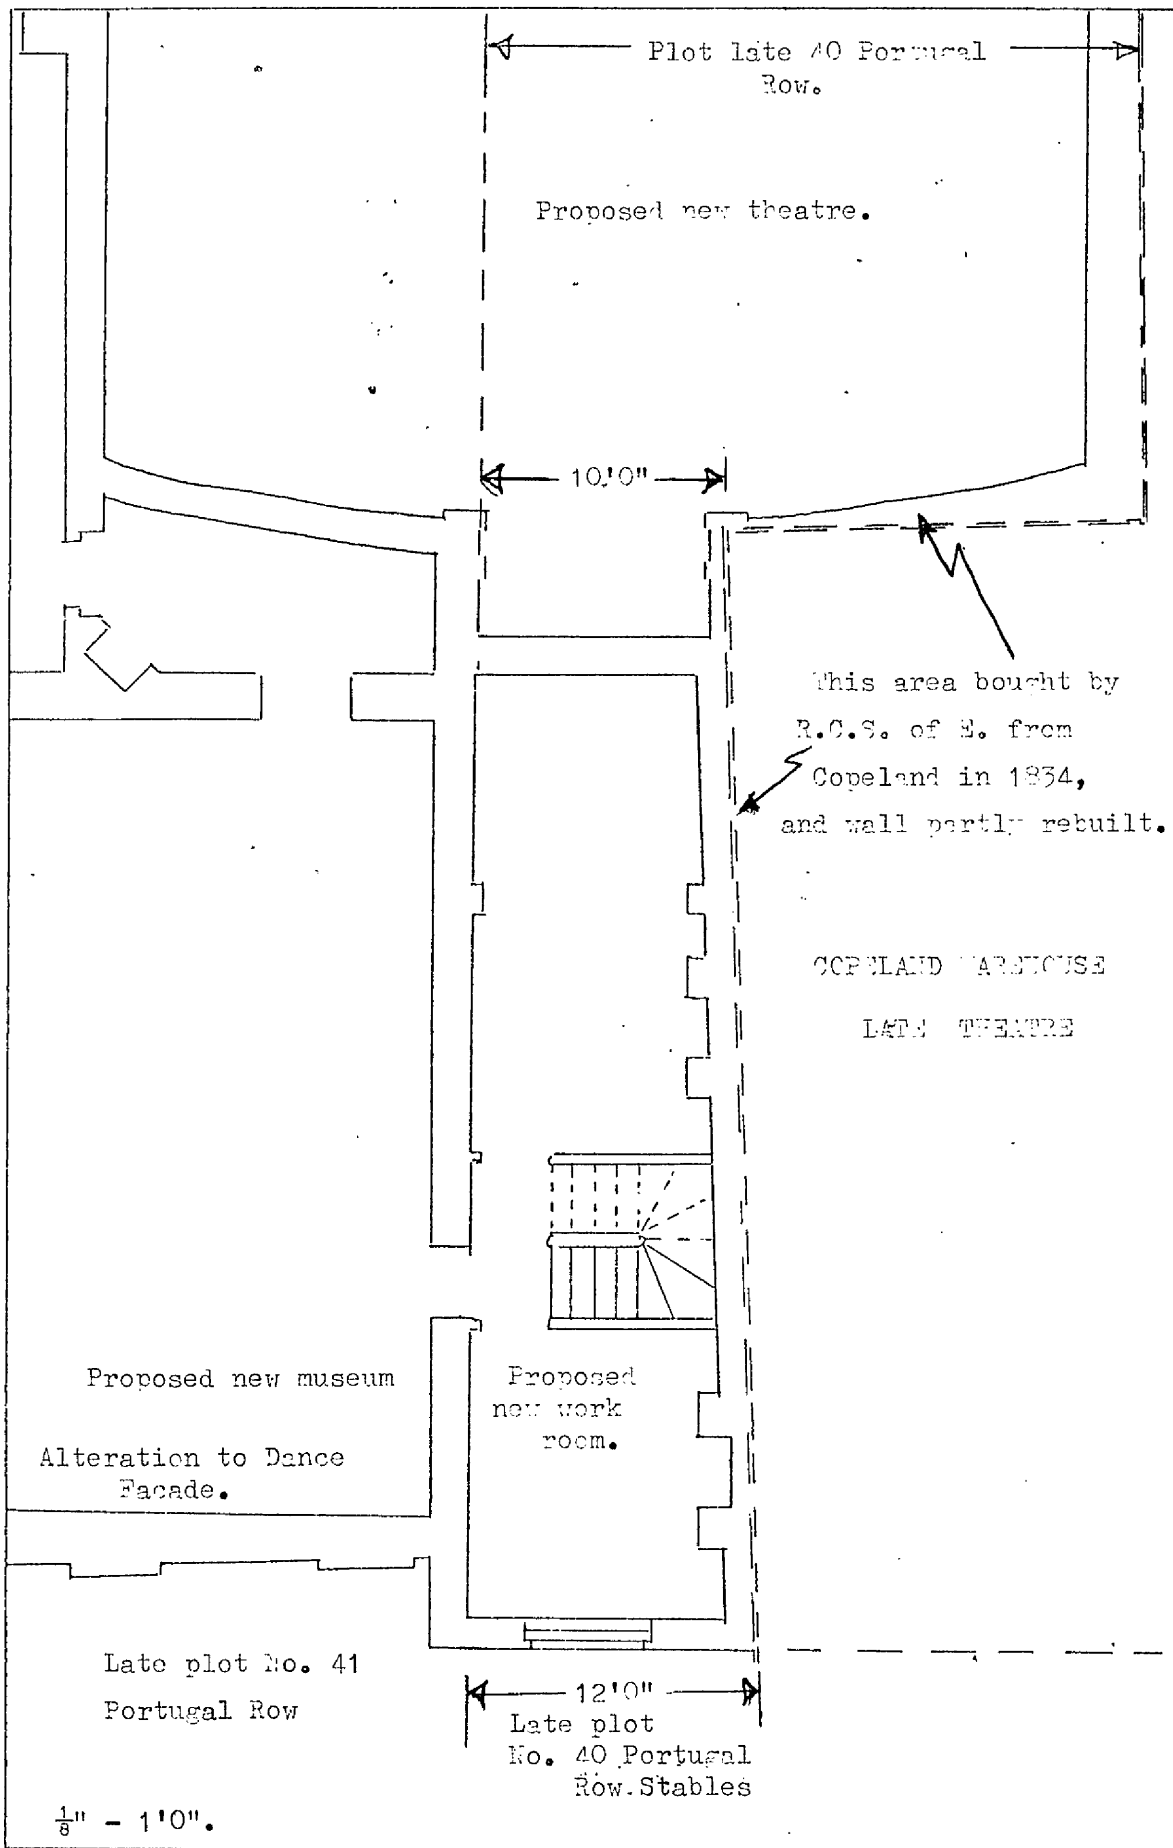 Plot late 40 Portugal
Row.
Proposed new theatre.
10'0"
This area bought by
R.C.S. of E. from
Copeland in 1834,
and wall partly rebuilt.
COPELAND WAREHOUSE
LATE THEATRE
Proposed new museum
Proposed
new work
room.
Alteration to Dance
Facade.
Late plot No. 41
Portugal Row
12'0"
Late plot
No. 40 Portugal
Row.Stables
⅛" - 1'0".